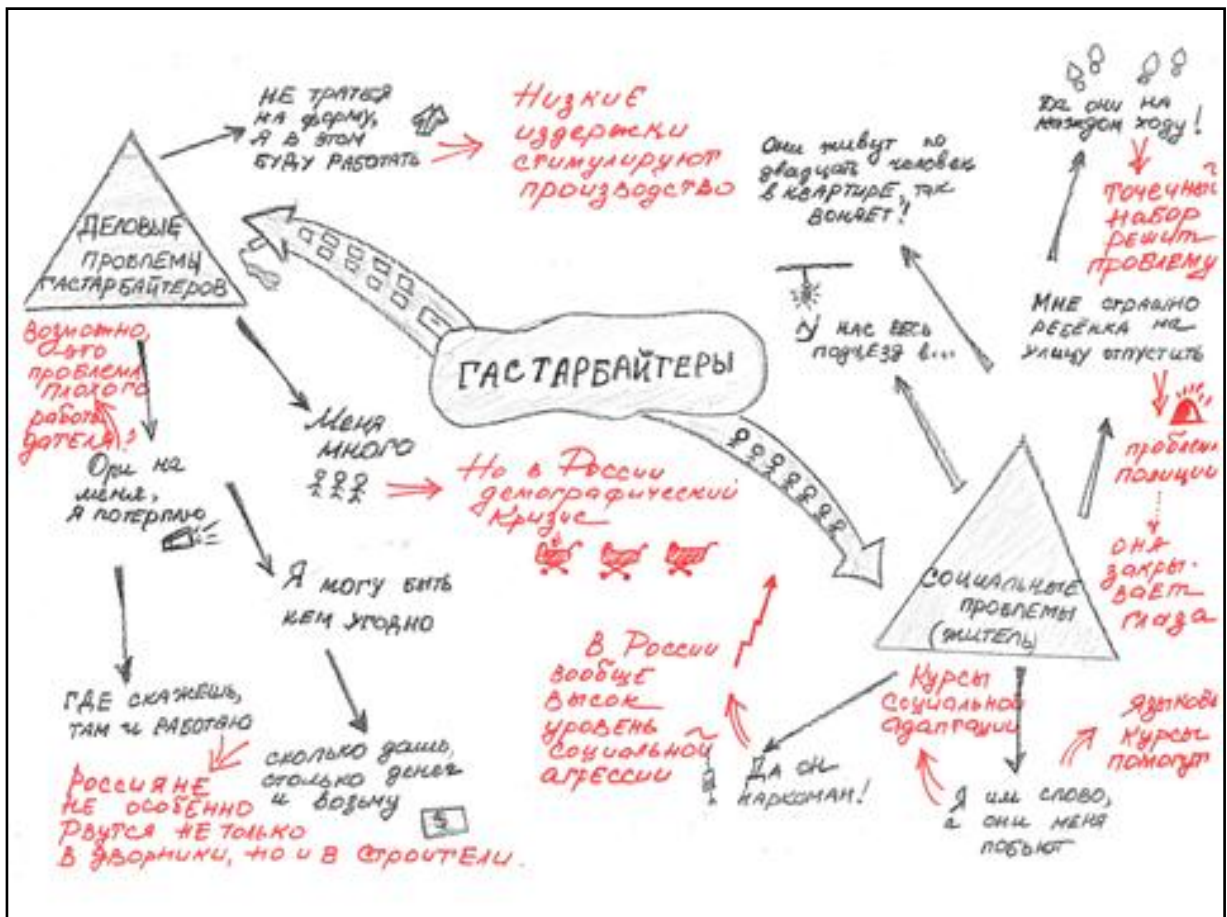 ГАСТАРБАЙТЕРЫ
ДЕЛОВЫЕ
ПРОБЛЕМЫ
ГАСТАРБАЙТЕРОВ
НЕ ТРАТЬСЯ
НА ФОРМУ,
Я В ЭТОМ
БУДУ РАБОТАТЬ
Низкие
издержки
стимулируют
производство
Возможно,
это
проблема
плохого
работо
дателя?
Ори на
меня,
я потерплю
Меня
много
Но в России
демографический
кризис
Я могу быть
кем угодно
ГДЕ СКАЖЕШЬ,
ТАМ И РАБОТАЮ
Россияне
не особенно
рвутся не только
в дворники, но и в строители.
сколько дашь,
столько денег
и возьму
$
СОЦИАЛЬНЫЕ
ПРОБЛЕМЫ
(ЖИТЕЛЬ)
Они живут по
двадцать человек
в квартире, так
воняет!
У нас весь
подъезд в...
Да они на
каждом ходу!
точечный
набор
решит
проблему
Мне страшно
ребёнка на
улицу отпустить
проблемы
полиции
она
закры-
вает
глаза
В России
вообще
высок
уровень
социальной
агрессии
Да он
наркоман!
Курсы
социальной
адаптации
Я им слово,
а они меня
побьют
Языковые
курсы
помогут